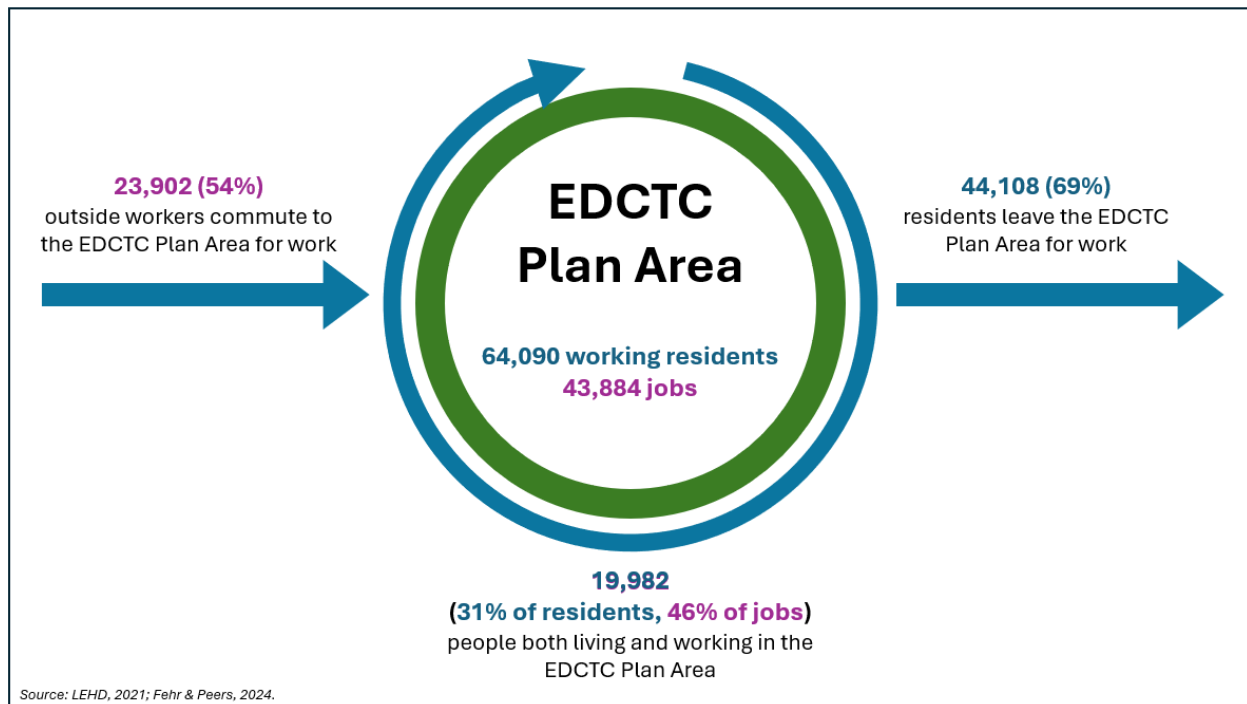 23,902 (54%)
outside workers commute to
the EDCTC Plan Area for work
EDCTC
Plan Area
64,090 working residents
43,884 jobs
44,108 (69%)
residents leave the EDCTC
Plan Area for work
19,982
(31% of residents, 46% of jobs)
people both living and working in the
EDCTC Plan Area
Source: LEHD, 2021; Fehr & Peers, 2024.